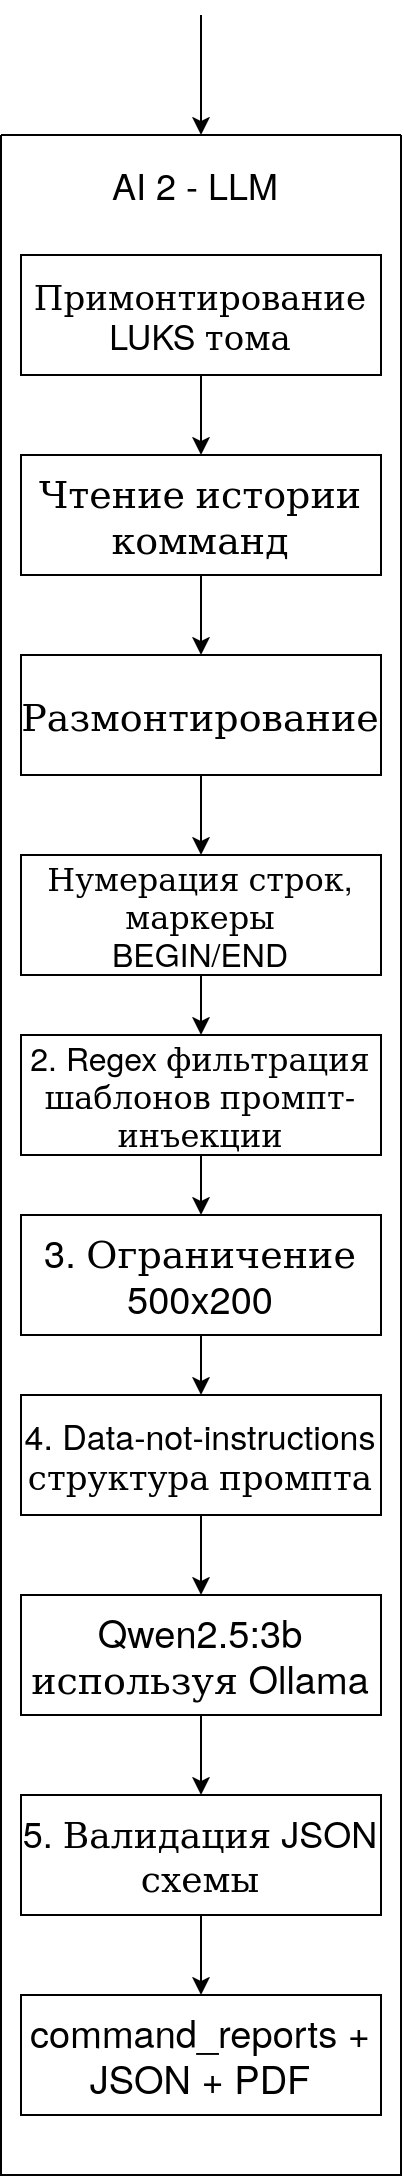 AI 2 - LLM
Примонтирование
LUKS тома
Чтение истории
комманд
Размонтирование
Нумерация строк,
маркеры
BEGIN/END
2. Regex фильтрация
шаблонов промпт-
инъекции
3. Ограничение
500x200
4. Data-not-instructions
структура промпта
Qwen2.5:3b
используя Ollama
5. Валидация JSON
схемы
command_reports +
JSON + PDF